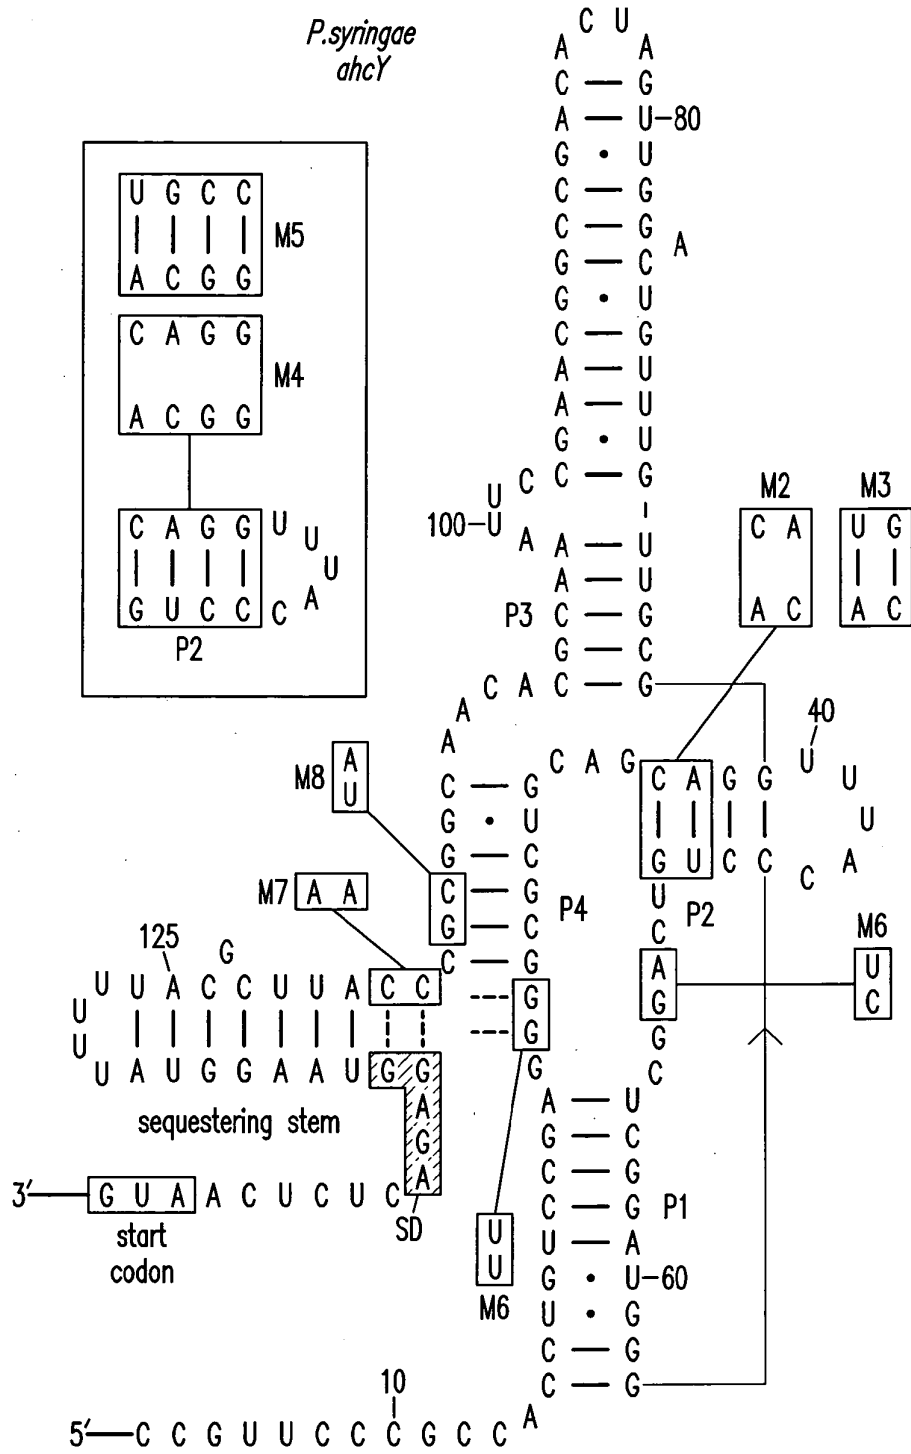 P.syringae
ahcY
U G C C
M5
A C G G
C A G G
M4
A C G G
C A G G U U U A C
G U C C
P2
C U
A A
C G
A U 80
G U
C G
C G
G C A
G U
C G
A U
A U
G U
C G
U C
100 U
A A U
A U
P3 C G
G C
A A C A C G
M2
C A
A C
M3
U G
A C
40
C A G C A G G U U U A C
G U C C
P2
U
C
A
G
G
C
M6
U
C
M8
A
U
M7
A A
C G
G U
G C
C G
G C
C G
P4
G
G
G
125
G
U U U U A C C U U A C C
U A U G G A A U G G
sequestering stem
A
G
A
SD
3′ G U A A C U C U C
start
codon
M6
U
U
A U
G C
C G
C G P1
U A
G U 60
U G
C G
C G
10
5′ C C G U U C C C G C C A